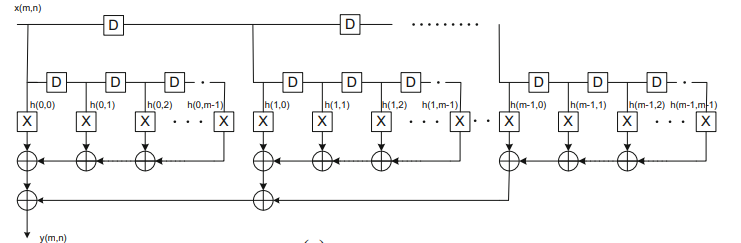 x(m,n)
D D ·········
D D D · D D D · D D ·
h(0,0) h(0,1) h(0,2) h(0,m-1) h(1,0) h(1,1) h(1,2) h(1,m-1) h(m-1,0) h(m-1,1) h(m-1,2) h(m-1,m-1)
X X X · · · X X X X · · · X · · X X X · · · X
y(m,n)